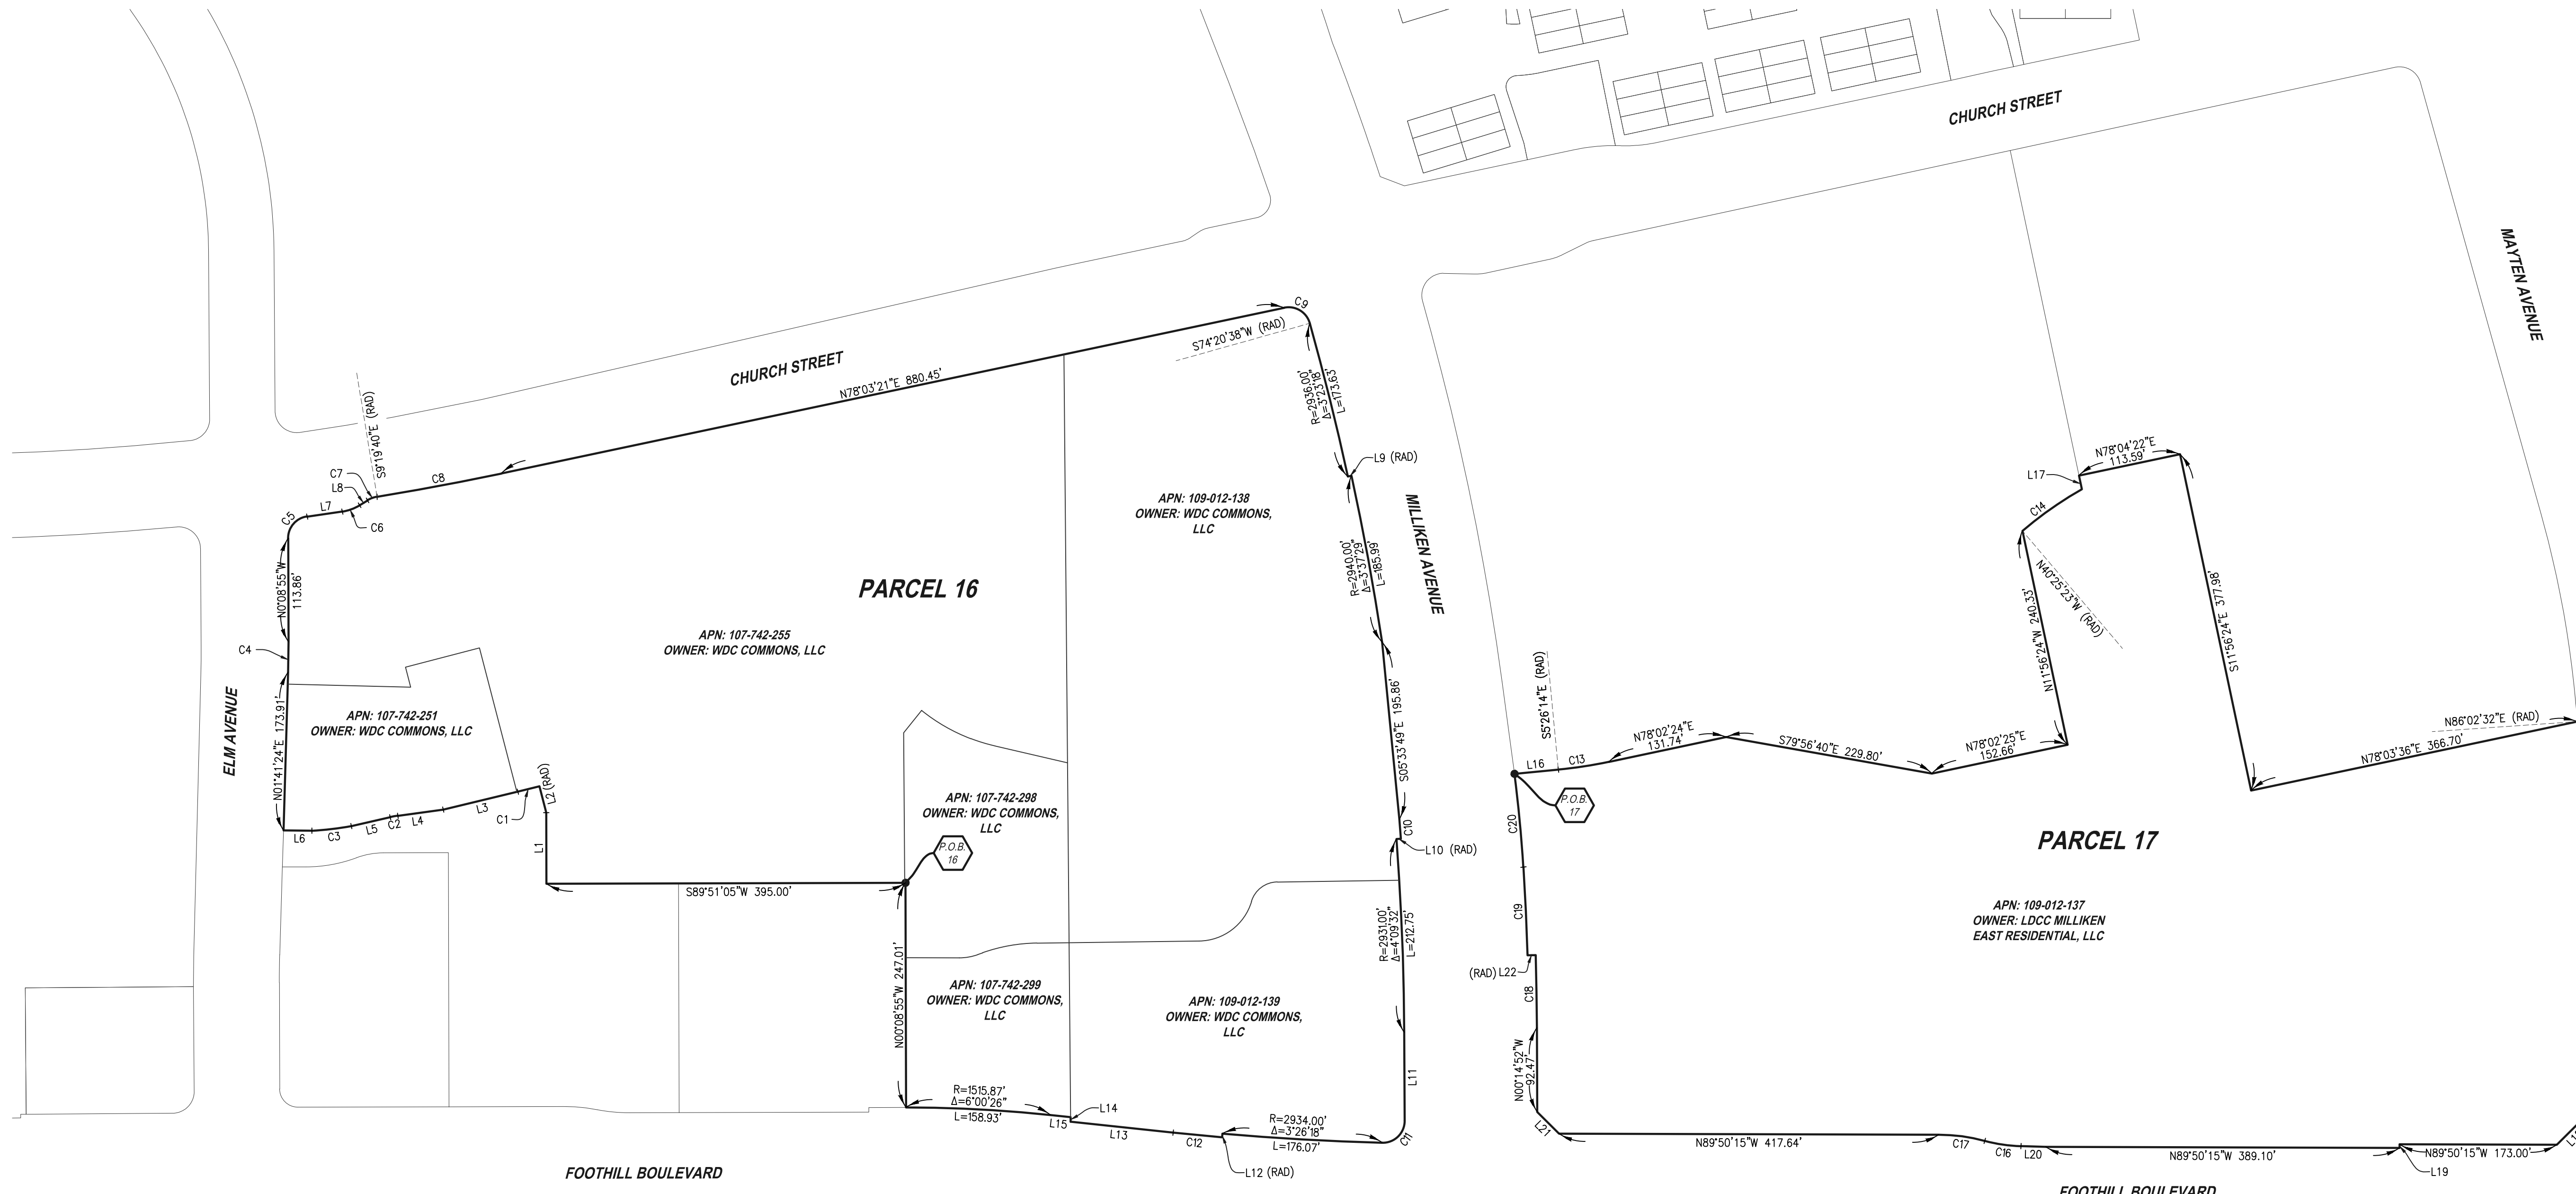 CHURCH STREET
MAYTEN AVENUE
C9
S74°20'38"W (RAD)
CHURCH STREET
N78°03'21"E 880.45'
R=2936.00'
Δ=3°23'18"
L=173.63'
S9°19'40"E (RAD)
C7
L8
C8
L7
C5
C6
L9 (RAD)
N78°04'22"E
113.59'
L17
C14
APN: 109-012-138
OWNER: WDC COMMONS,
LLC
MILLIKEN AVENUE
R=2940.00'
Δ=3°37'29"
L=185.99'
N0°08'55"W
113.86'
PARCEL 16
N40°25'23"W (RAD)
N11°56'24"W 240.33'
S11°56'24"E 377.98'
APN: 107-742-255
OWNER: WDC COMMONS, LLC
C4
S5°26'14"E (RAD)
S05°33'49"E 195.86'
ELM AVENUE
N01°41'24"E 173.91'
APN: 107-742-251
OWNER: WDC COMMONS, LLC
N86°02'32"E (RAD)
N78°03'36"E 366.70'
N78°02'24"E
131.74'
S79°56'40"E 229.80'
N78°02'25"E
152.66'
L16
C13
P.O.B.
17
L2 (RAD)
L3
C1
L4
C2
L5
C3
L6
L1
APN: 107-742-298
OWNER: WDC COMMONS,
LLC
P.O.B.
16
C10
L10 (RAD)
C20
PARCEL 17
S89°51'05"W 395.00'
APN: 109-012-137
OWNER: LDCC MILLIKEN
EAST RESIDENTIAL, LLC
C19
R=2931.00'
Δ=4°09'32"
L=212.75'
N00°08'55"W 247.01'
(RAD) L22
C18
APN: 107-742-299
OWNER: WDC COMMONS,
LLC
APN: 109-012-139
OWNER: WDC COMMONS,
LLC
L11
N00°14'52"W
92.47'
R=1515.87'
Δ=6°00'26"
L=158.93'
L14
L15
L13
C12
R=2934.00'
Δ=3°26'18"
L=176.07'
C11
L12 (RAD)
L21
N89°50'15"W 417.64'
C17
C16
L20
N89°50'15"W 389.10'
N89°50'15"W 173.00'
L19
FOOTHILL BOULEVARD
FOOTHILL BOULEVARD